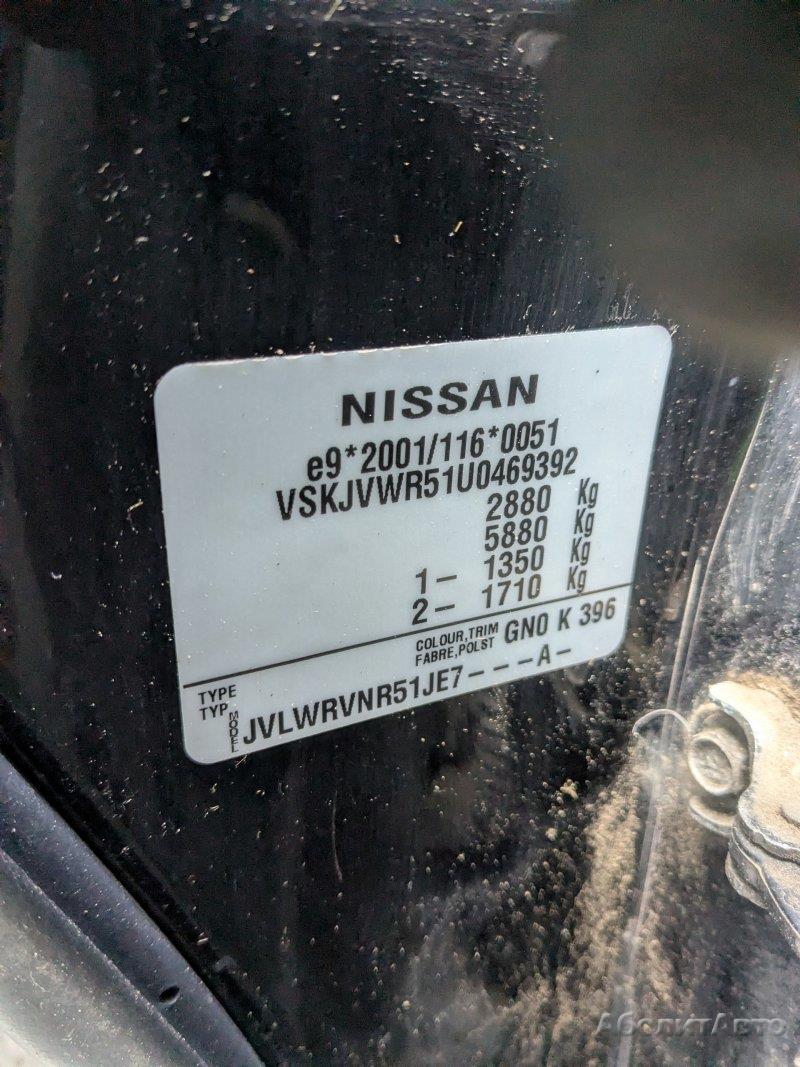 NISSAN
e9*2001/116*0051
VSKJVWR51U0469392
2880 Kg
5880 Kg
1- 1350 Kg
2- 1710 Kg
COLOUR,TRIM
FABRE,POLST GN0 K 396
TYPE
TYP
MODEL JVLWRVNR51JE7---A-
АболитАвто